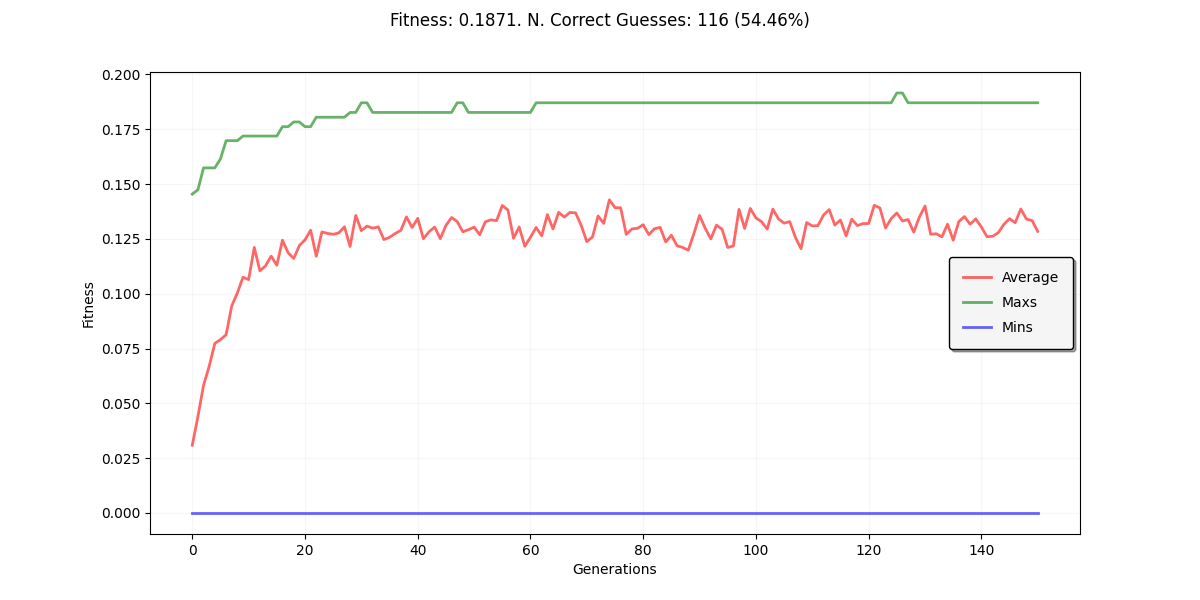 Fitness: 0.1871. N. Correct Guesses: 116 (54.46%)
0.200
0.175
0.150
0.125
0.100
0.075
0.050
0.025
0.000
Fitness
Average
Maxs
Mins
0 20 40 60 80 100 120 140
Generations